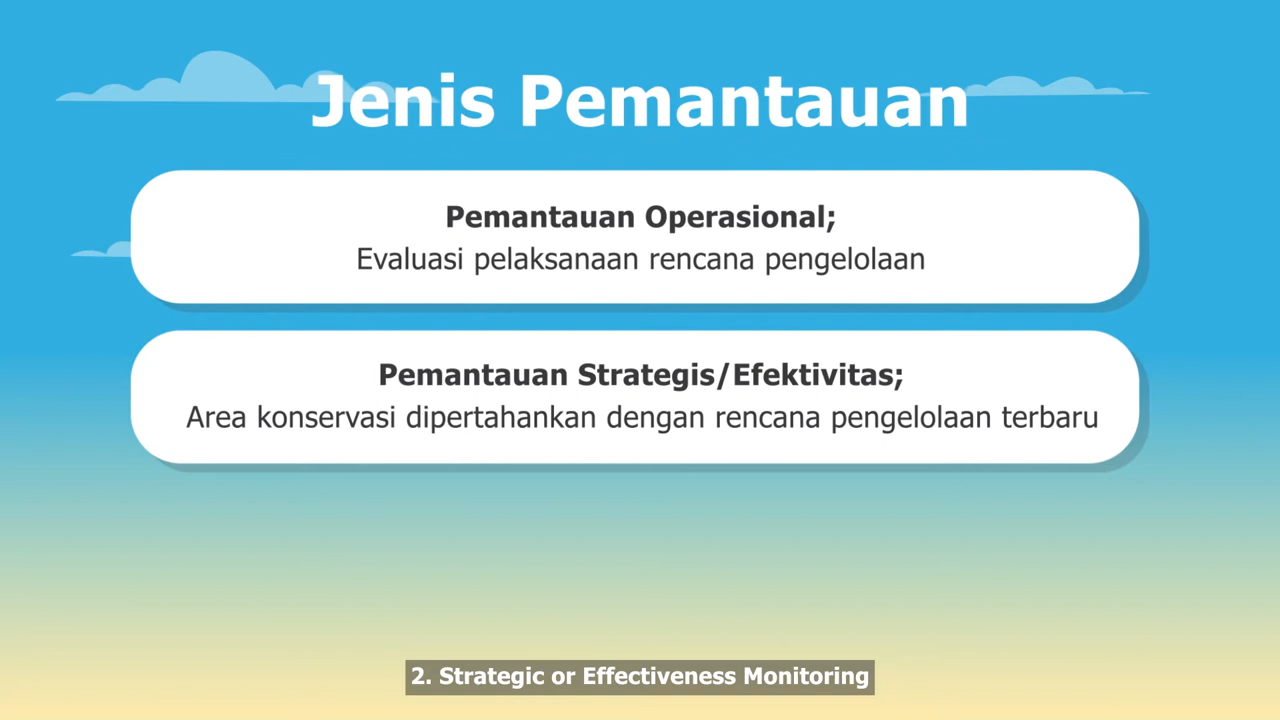 Jenis Pemantauan
Pemantauan Operasional;
Evaluasi pelaksanaan rencana pengelolaan
Pemantauan Strategis/Efektivitas;
Area konservasi dipertahankan dengan rencana pengelolaan terbaru
2. Strategic or Effectiveness Monitoring